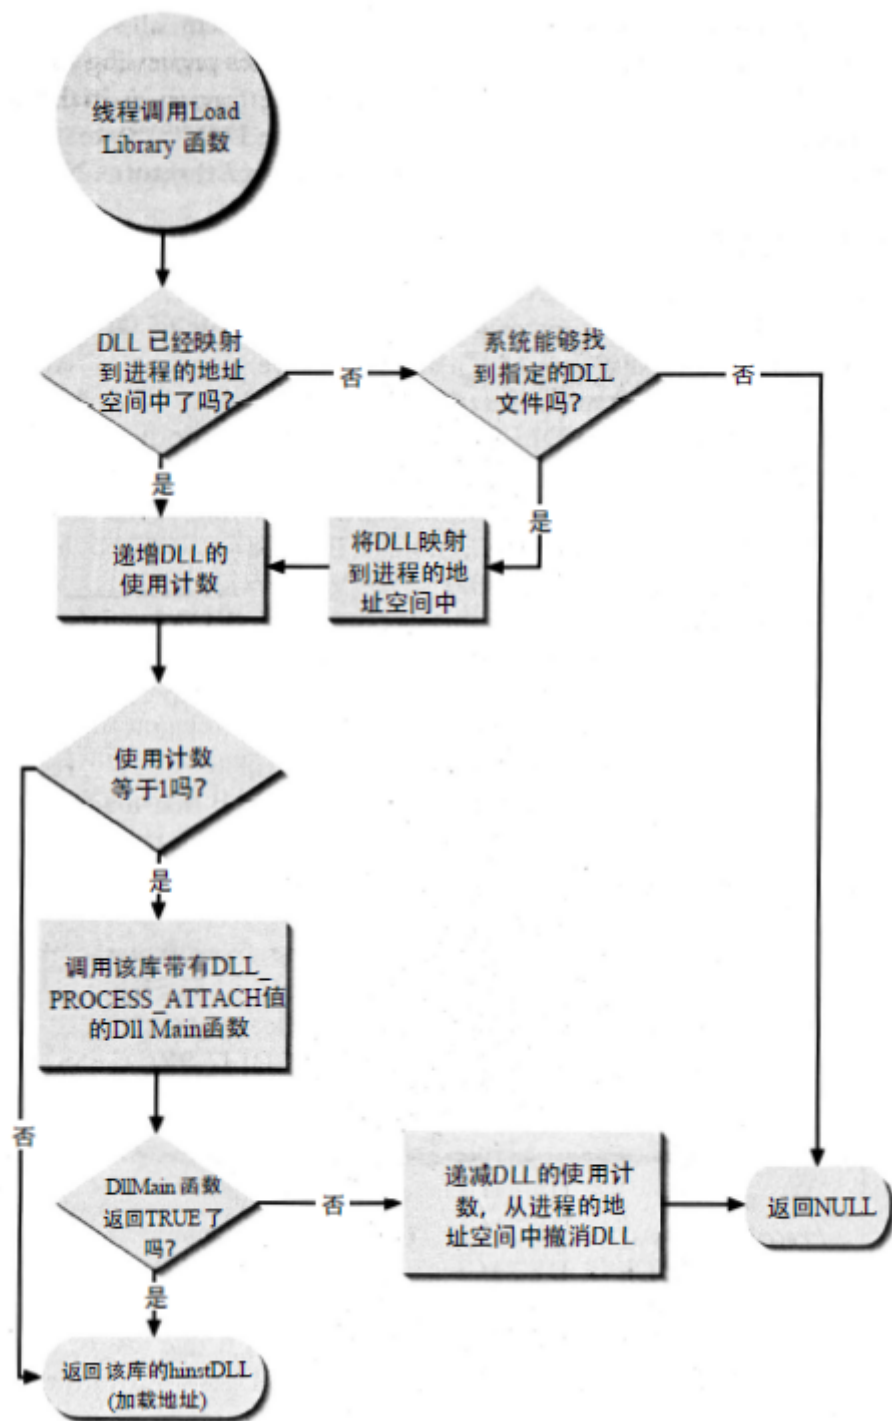 线程调用Load
Library 函数
DLL 已经映射
到进程的地址
空间中了吗?
否
系统能够找
到指定的DLL
文件吗?
否
是
是
递增DLL的
使用计数
将DLL映射
到进程的地
址空间中
使用计数
等于1吗?
是
调用该库带有DLL_
PROCESS_ATTACH值
的Dll Main函数
否
DllMain 函数
返回TRUE了
吗?
否
递减DLL的使用计
数，从进程的地
址空间中撤消DLL
返回NULL
是
返回该库的hinstDLL
(加载地址)